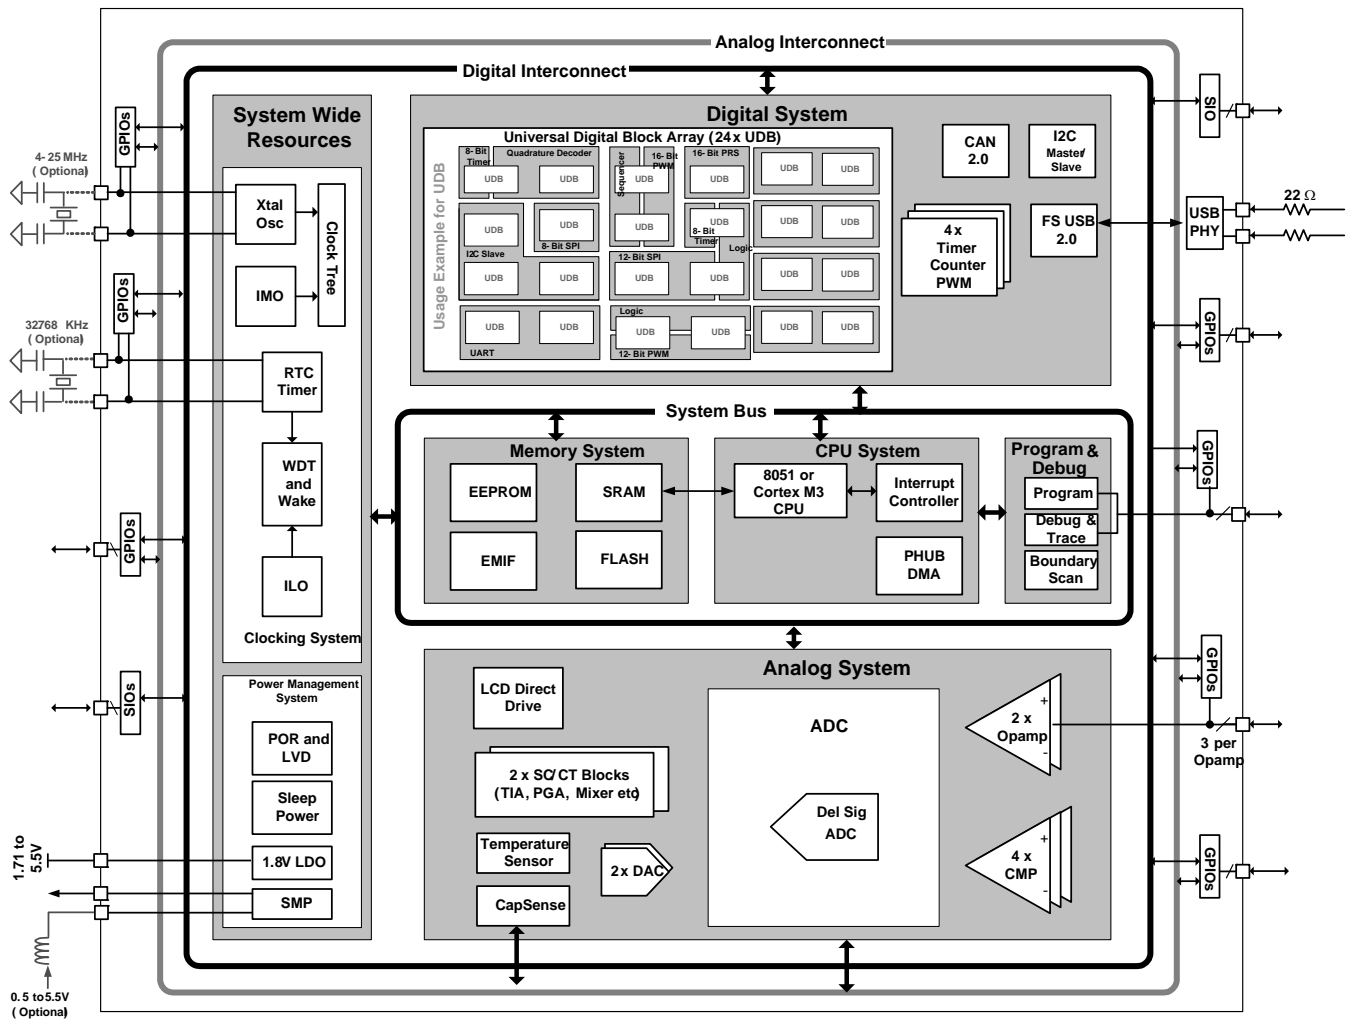 Analog Interconnect
Digital Interconnect
System Wide
Resources
Digital System
Universal Digital Block Array (24x UDB)
Usage Example for UDB
8-Bit
Timer
Quadrature Decoder
Sequencer
16-Bit
PWM
16-Bit PRS
UDB
UDB
UDB
UDB
UDB
UDB
UDB
UDB
UDB
UDB
UDB
UDB
I2C Slave
8-Bit SPI
8-Bit
Timer
Logic
12-Bit SPI
UDB
UDB
UDB
UDB
UDB
UDB
Logic
UDB
UDB
UDB
UDB
UDB
UDB
UART
12-Bit PWM
CAN
2.0
I2C
Master/
Slave
4x
Timer
Counter
PWM
FS USB
2.0
USB
PHY
22 Ω
SIO
GPIOs
GPIOs
GPIOs
GPIOs
4-25 MHz
(Optional)
GPIOs
Xtal
Osc
Clock Tree
IMO
32768 KHz
(Optional)
GPIOs
RTC
Timer
WDT
and
Wake
ILO
Clocking System
GPIOs
SIOs
System Bus
Memory System
EEPROM
SRAM
EMIF
FLASH
CPU System
8051 or
Cortex M3
CPU
Interrupt
Controller
PHUB
DMA
Program &
Debug
Program
Debug &
Trace
Boundary
Scan
Power Management
System
POR and
LVD
Sleep
Power
1.8V LDO
SMP
1.71 to
5.5V
0.5 to 5.5V
(Optional)
Analog System
LCD Direct
Drive
2 x SC/CT Blocks
(TIA, PGA, Mixer etc)
Temperature
Sensor
CapSense
2 x DAC
ADC
Del Sig
ADC
+
2 x
Opamp
-
+
4 x
CMP
-
3 per
Opamp